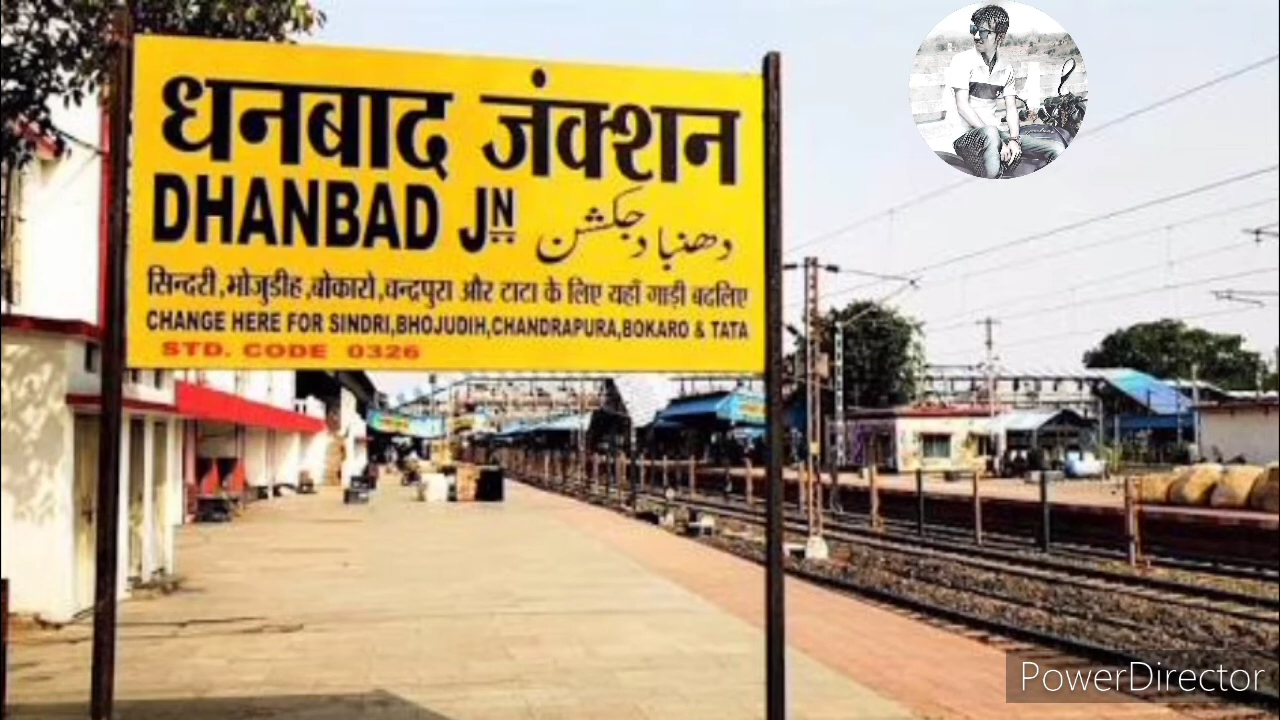 धनबाद जंक्शन
DHANBAD JN
دھنباد جکشن
सिन्दरी,भोजुडीह,बोकारो,चन्द्रपुरा और टाटा के लिए यहाँ गाड़ी बदलिए
CHANGE HERE FOR SINDRI,BHOJUDIH,CHANDRAPURA,BOKARO & TATA
STD. CODE 0326
PowerDirector